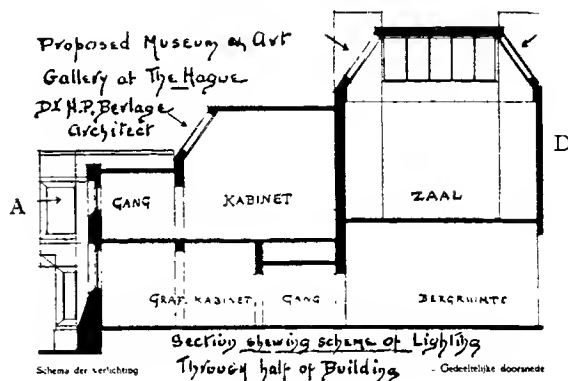 Proposed Museum & Art
Gallery at The Hague
Dr H.P. Berlage
Architect
A
D
GANG
KABINET
ZAAL
GRAF. KABINET
GANG
BERGRUIMTE
Section shewing scheme of Lighting
Through half of Building
Schema der verlichting
- Gedeeltelijke doorsnede